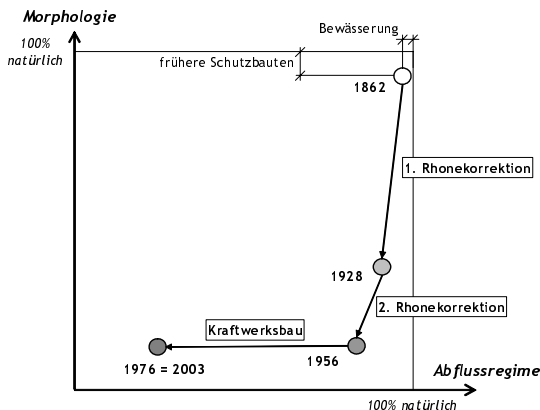 Morphologie
Bewässerung
100%
natürlich
frühere Schutzbauten
1862
1. Rhonekorrektion
1928
2. Rhonekorrektion
Kraftwerksbau
1956
1976 = 2003
Abflussregime
100% natürlich